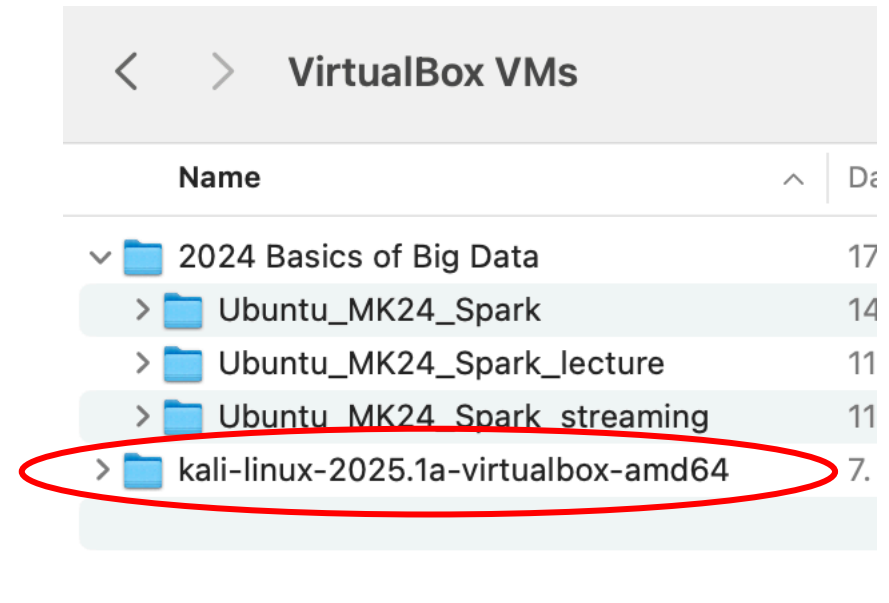 VirtualBox VMs
Name Da
2024 Basics of Big Data 17
Ubuntu_MK24_Spark 14
Ubuntu_MK24_Spark_lecture 11
Ubuntu_MK24_Spark_streaming 11
kali-linux-2025.1a-virtualbox-amd64 7.